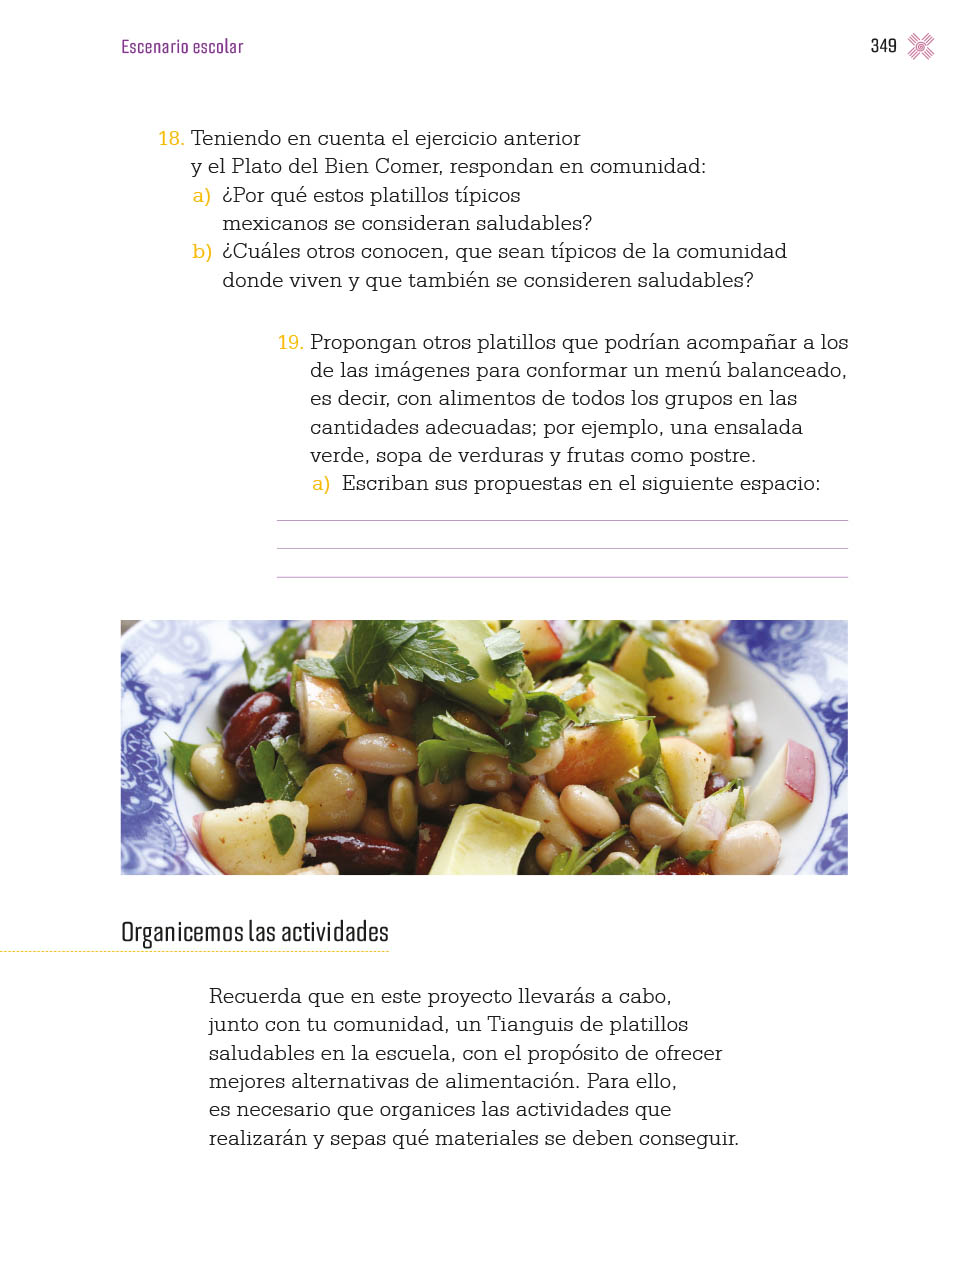 Escenario escolar
349
18. Teniendo en cuenta el ejercicio anterior
y el Plato del Bien Comer, respondan en comunidad:
a) ¿Por qué estos platillos típicos
mexicanos se consideran saludables?
b) ¿Cuáles otros conocen, que sean típicos de la comunidad
donde viven y que también se consideren saludables?
19. Propongan otros platillos que podrían acompañar a los
de las imágenes para conformar un menú balanceado,
es decir, con alimentos de todos los grupos en las
cantidades adecuadas; por ejemplo, una ensalada
verde, sopa de verduras y frutas como postre.
a) Escriban sus propuestas en el siguiente espacio:
Organicemos las actividades
Recuerda que en este proyecto llevarás a cabo,
junto con tu comunidad, un Tianguis de platillos
saludables en la escuela, con el propósito de ofrecer
mejores alternativas de alimentación. Para ello,
es necesario que organices las actividades que
realizarán y sepas qué materiales se deben conseguir.